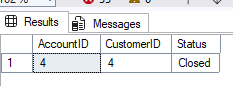 Results Messages
AccountID CustomerID Status
1 4 4 Closed